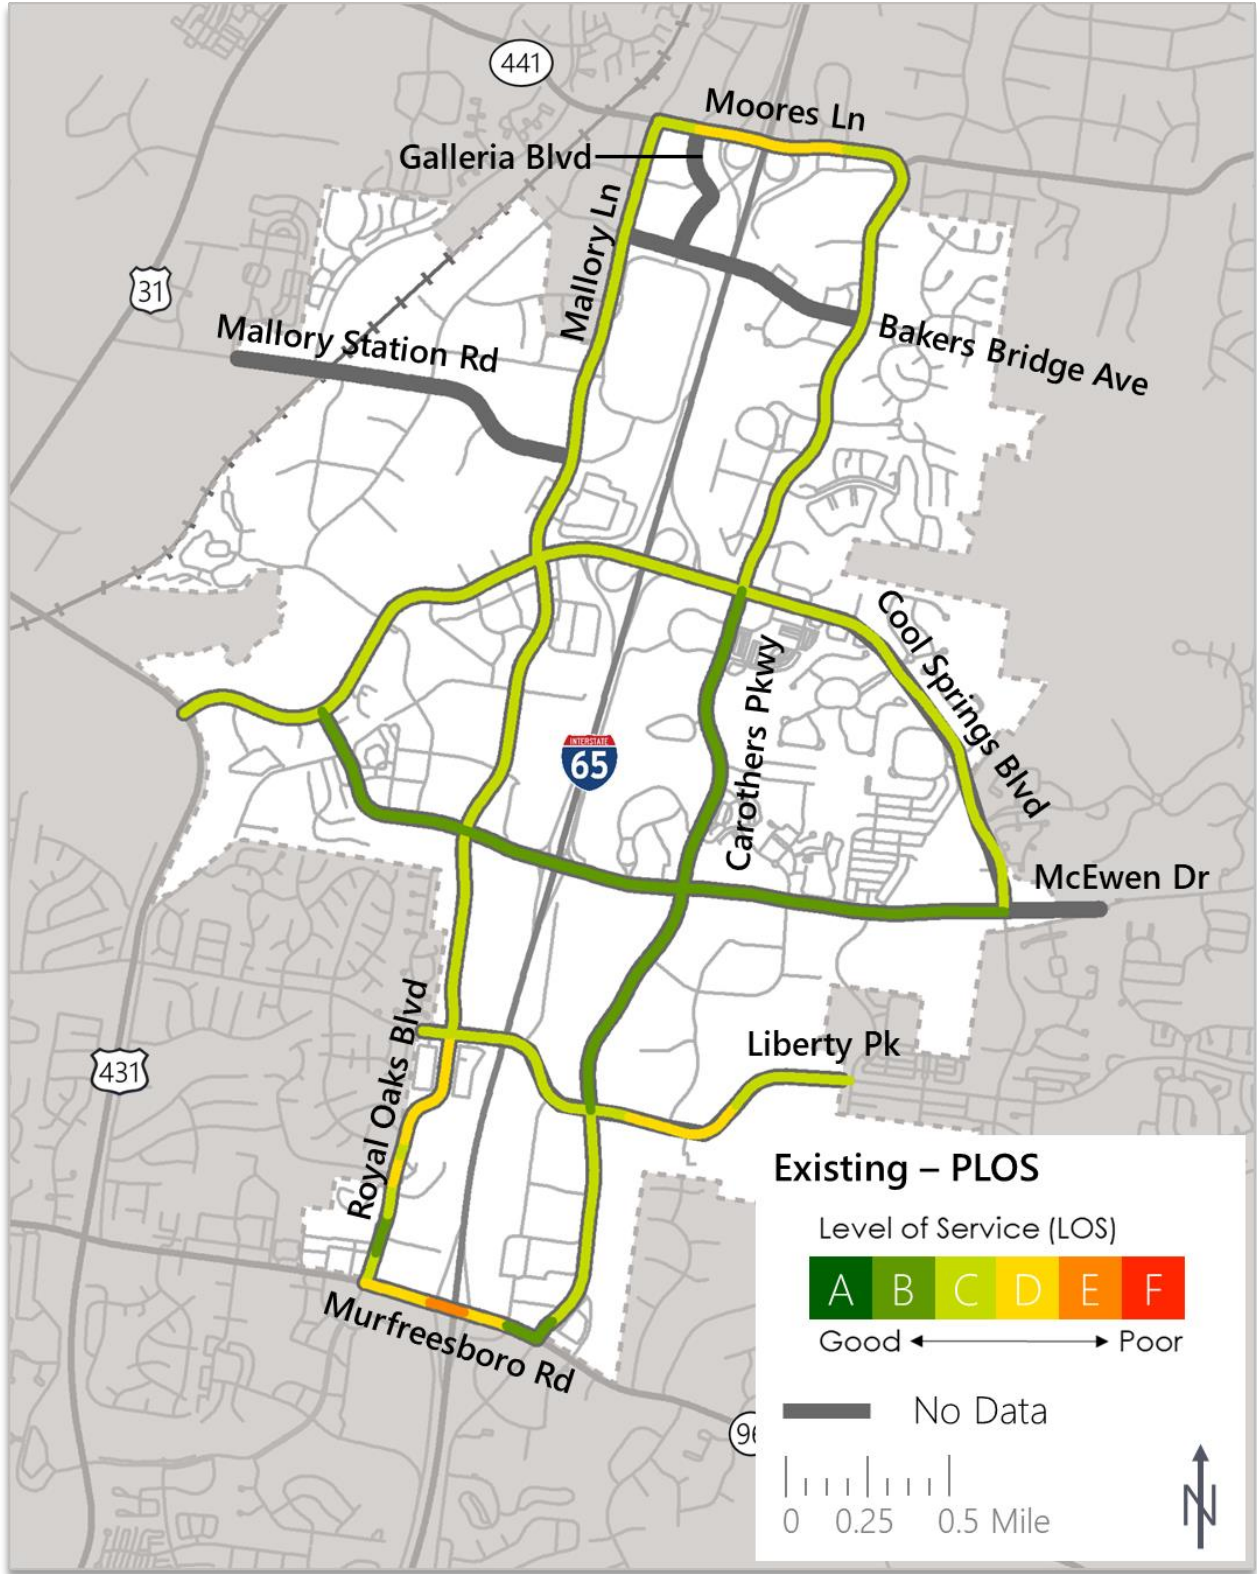 441
Moores Ln
Galleria Blvd
Mallory Ln
31
Mallory Station Rd
Bakers Bridge Ave
Cool Springs Blvd
Carothers Pkwy
INTERSTATE
65
McEwen Dr
Royal Oaks Blvd
Liberty Pk
431
Murfreesboro Rd
Existing – PLOS
Level of Service (LOS)
A B C D E F
Good Poor
No Data
96
0 0.25 0.5 Mile
N